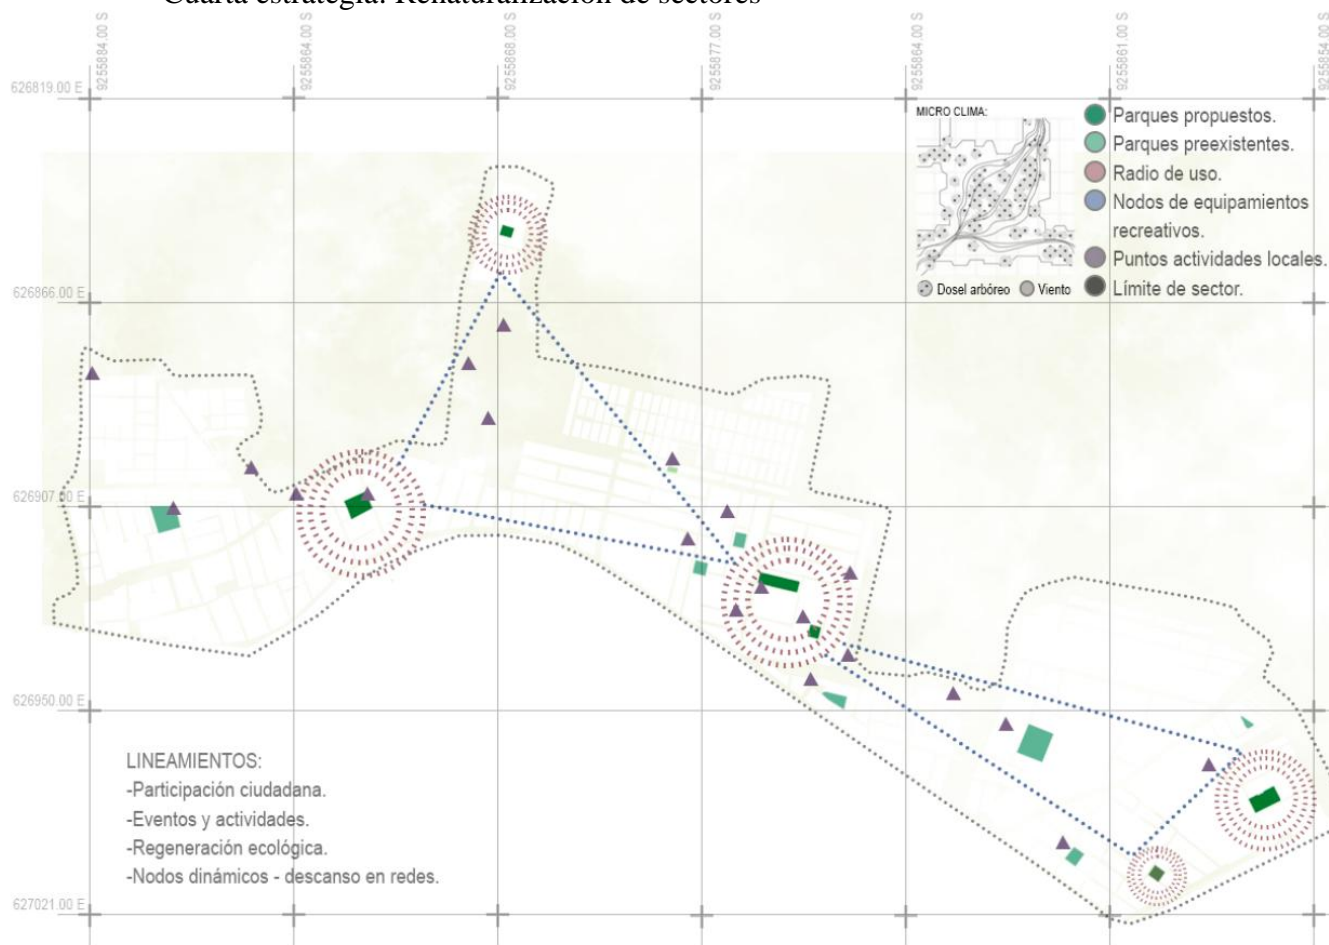 Cuarta estrategia: Renaturalización de sectores
9255884.00 S
9255864.00 S
9255868.00 S
9255877.00 S
9255864.00 S
9255861.00 S
9255854.00 S
626819.00 E
626866.00 E
626907.00 E
626950.00 E
627021.00 E
MICRO CLIMA:
Dosel arbóreo
Viento
Parques propuestos.
Parques preexistentes.
Radio de uso.
Nodos de equipamientos
recreativos.
Puntos actividades locales.
Límite de sector.
LINEAMIENTOS:
-Participación ciudadana.
-Eventos y actividades.
-Regeneración ecológica.
-Nodos dinámicos - descanso en redes.